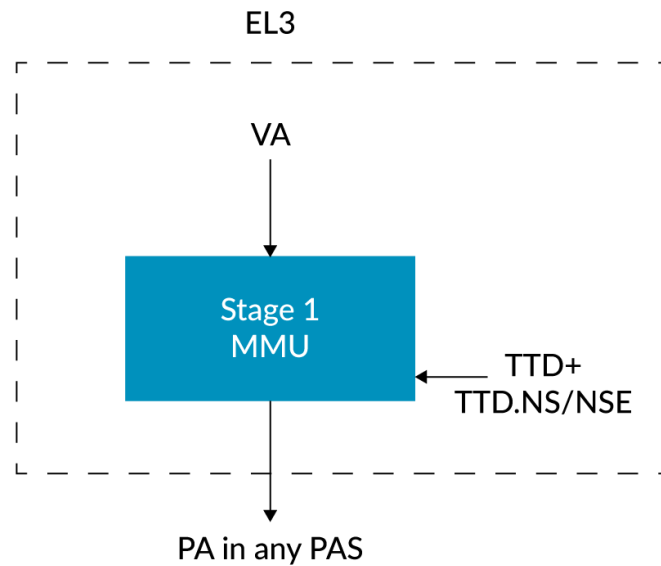 EL3
VA
Stage 1
MMU
TTD+
TTD.NS/NSE
PA in any PAS